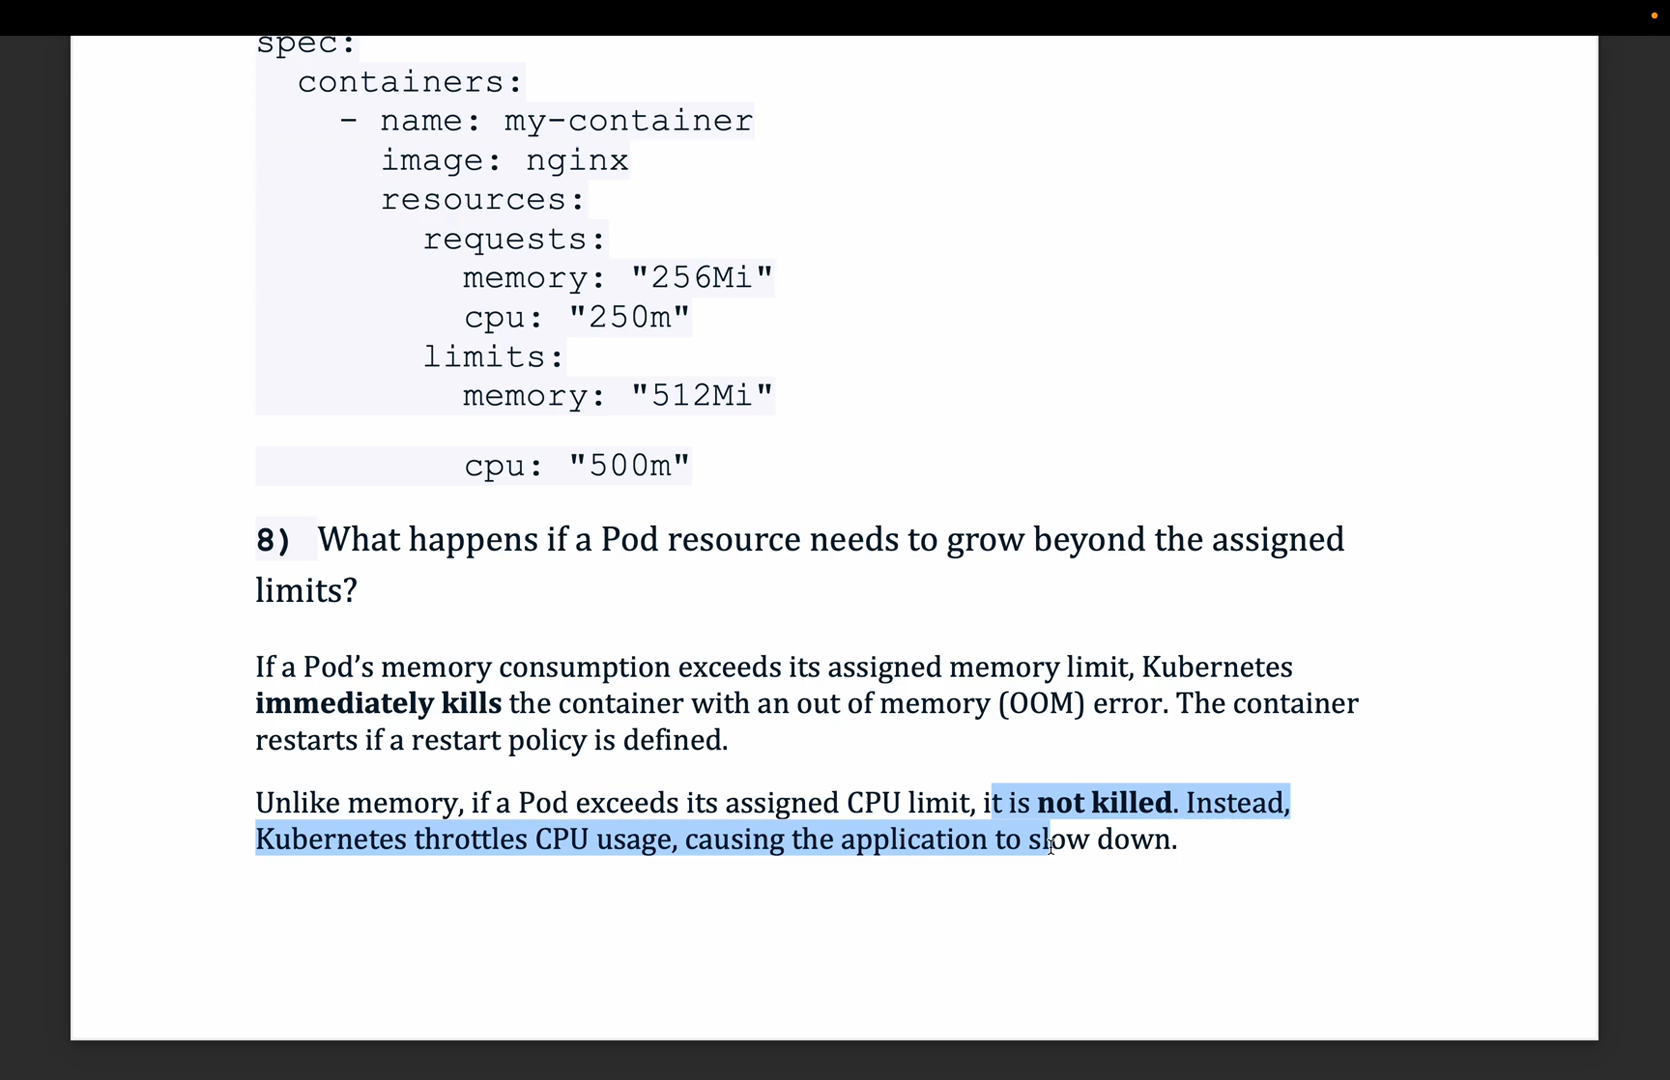 spec:
  containers:
    - name: my-container
      image: nginx
      resources:
        requests:
          memory: "256Mi"
          cpu: "250m"
        limits:
          memory: "512Mi"
          cpu: "500m"
8) What happens if a Pod resource needs to grow beyond the assigned
limits?
If a Pod’s memory consumption exceeds its assigned memory limit, Kubernetes
immediately kills the container with an out of memory (OOM) error. The container
restarts if a restart policy is defined.
Unlike memory, if a Pod exceeds its assigned CPU limit, it is not killed. Instead,
Kubernetes throttles CPU usage, causing the application to slow down.